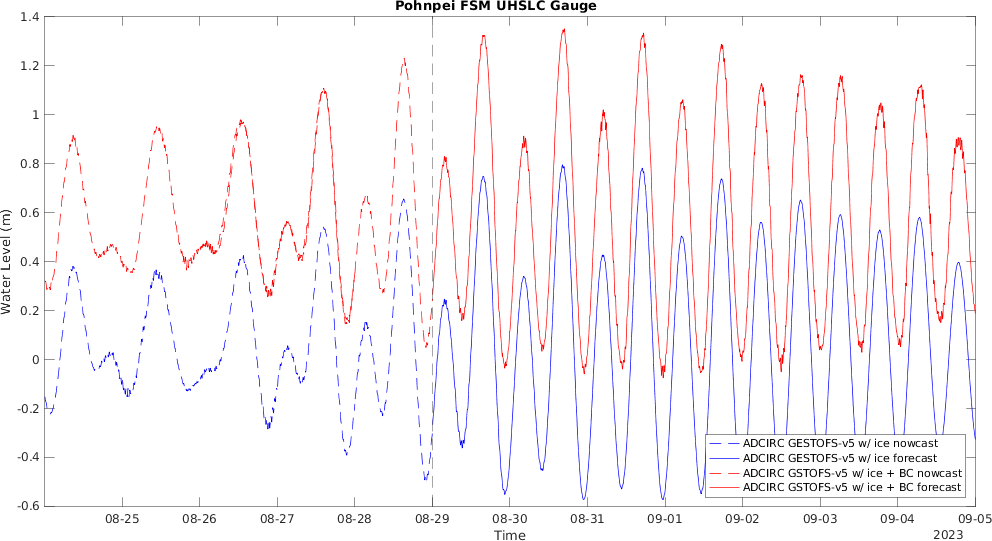 Pohnpei FSM UHSLC Gauge
1.4
1.2
1
0.8
0.6
0.4
0.2
0
-0.2
-0.4
-0.6
Water Level (m)
ADCIRC GESTOFS-v5 w/ ice nowcast
ADCIRC GESTOFS-v5 w/ ice forecast
ADCIRC GSTOFS-v5 w/ ice + BC nowcast
ADCIRC GSTOFS-v5 w/ ice + BC forecast
08-25 08-26 08-27 08-28 08-29 08-30 08-31 09-01 09-02 09-03 09-04 09-05
Time
2023